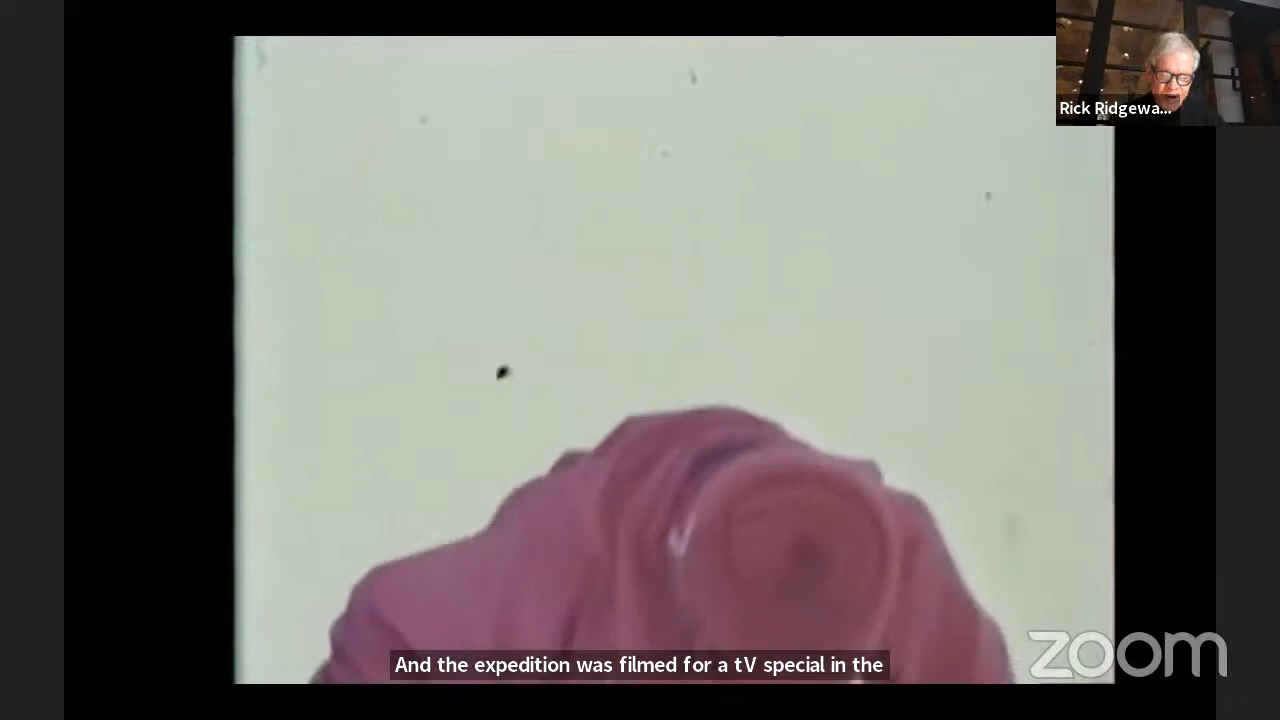 Rick Ridgewa...
And the expedition was filmed for a tV special in the
zoom